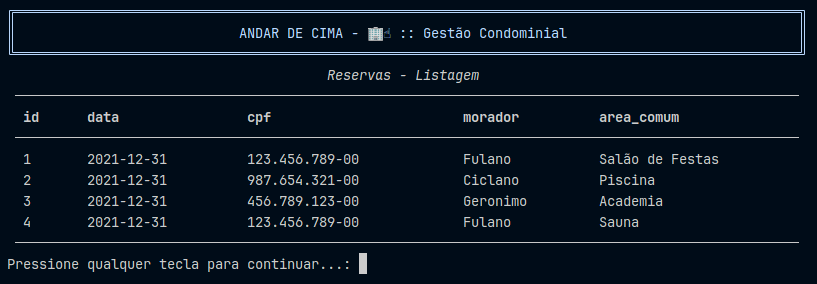 ANDAR DE CIMA - 🏢☝ :: Gestão Condominial
Reservas - Listagem
id data cpf morador area_comum
1 2021-12-31 123.456.789-00 Fulano Salão de Festas
2 2021-12-31 987.654.321-00 Ciclano Piscina
3 2021-12-31 456.789.123-00 Geronimo Academia
4 2021-12-31 123.456.789-00 Fulano Sauna
Pressione qualquer tecla para continuar...: